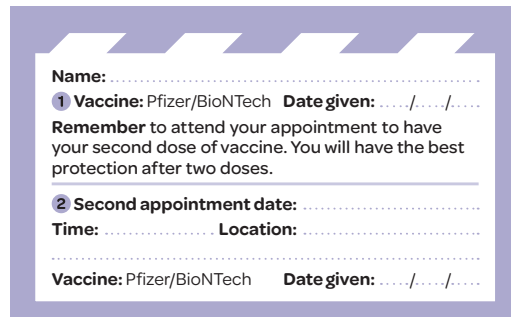 Name: ................................................
1 Vaccine: Pfizer/BioNTech Date given: ...../...../.....
Remember to attend your appointment to have
your second dose of vaccine. You will have the best
protection after two doses.
2 Second appointment date: ..............................
Time: .................... Location: ..............................
................................................................
Vaccine: Pfizer/BioNTech Date given: ...../...../.....